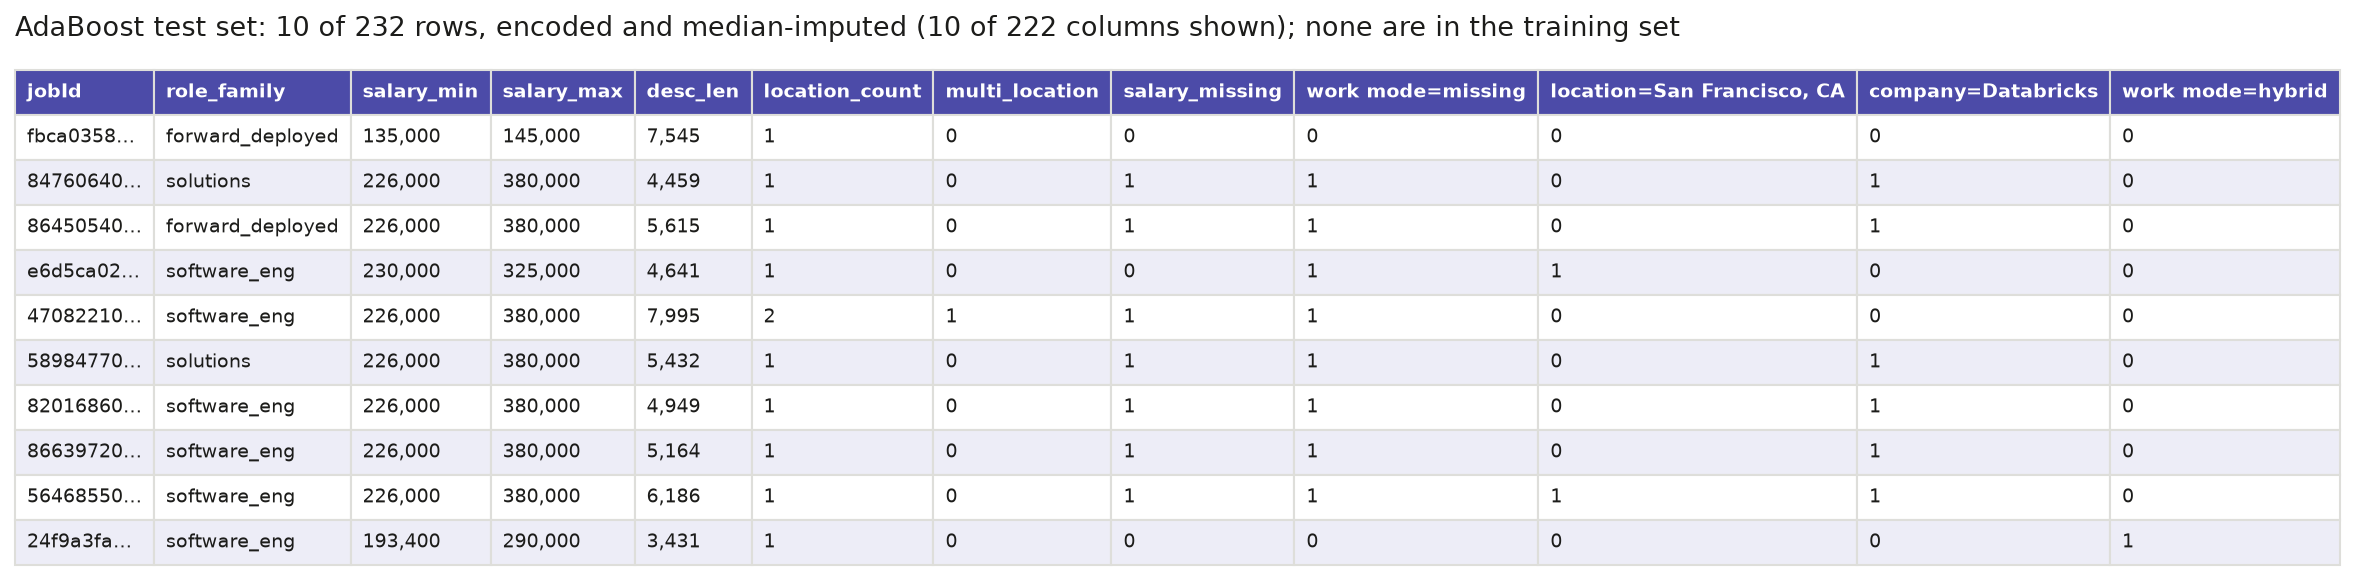 AdaBoost test set: 10 of 232 rows, encoded and median-imputed (10 of 222 columns shown); none are in the training set
jobId role_family salary_min salary_max desc_len location_count multi_location salary_missing work mode=missing location=San Francisco, CA company=Databricks work mode=hybrid
fbca0358... forward_deployed 135,000 145,000 7,545 1 0 0 0 0 0 0
84760640... solutions 226,000 380,000 4,459 1 0 1 1 0 1 0
86450540... forward_deployed 226,000 380,000 5,615 1 0 1 1 0 1 0
e6d5ca02... software_eng 230,000 325,000 4,641 1 0 0 1 1 0 0
47082210... software_eng 226,000 380,000 7,995 2 1 1 1 0 0 0
58984770... solutions 226,000 380,000 5,432 1 0 1 1 0 1 0
82016860... software_eng 226,000 380,000 4,949 1 0 1 1 0 1 0
86639720... software_eng 226,000 380,000 5,164 1 0 1 1 0 1 0
56468550... software_eng 226,000 380,000 6,186 1 0 1 1 1 1 0
24f9a3fa... software_eng 193,400 290,000 3,431 1 0 0 0 0 0 1